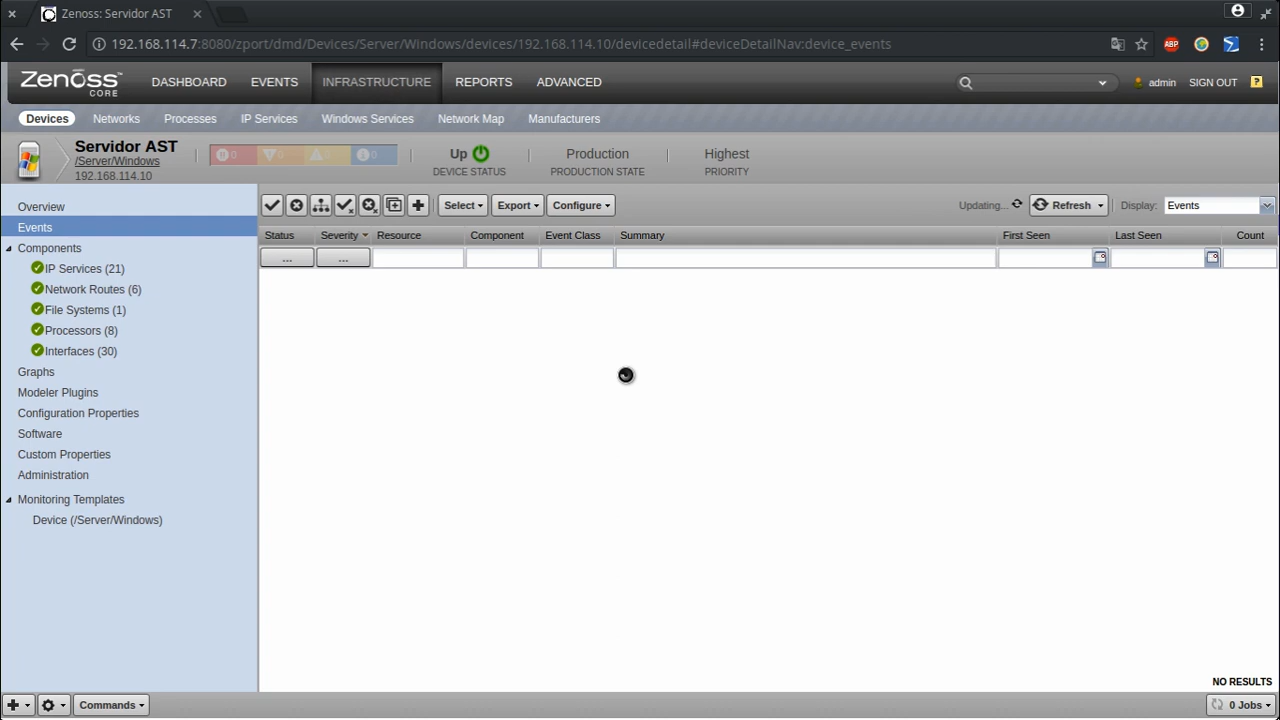 Zenoss: Servidor AST
192.168.114.7:8080/zport/dmd/Devices/Server/Windows/devices/192.168.114.10/devicedetail#deviceDetailNav:device_events
ABP
Zenoss CORE
DASHBOARD EVENTS INFRASTRUCTURE REPORTS ADVANCED
admin SIGN OUT ?
Devices Networks Processes IP Services Windows Services Network Map Manufacturers
Servidor AST
/Server/Windows
192.168.114.10
0 0 0 0
Up
DEVICE STATUS
Production
PRODUCTION STATE
Highest
PRIORITY
Overview
Events
Components
IP Services (21)
Network Routes (6)
File Systems (1)
Processors (8)
Interfaces (30)
Graphs
Modeler Plugins
Configuration Properties
Software
Custom Properties
Administration
Monitoring Templates
Device (/Server/Windows)
Select Export Configure Updating... Refresh Display: Events
Status Severity Resource Component Event Class Summary First Seen Last Seen Count
... ...
NO RESULTS
Commands 0 Jobs